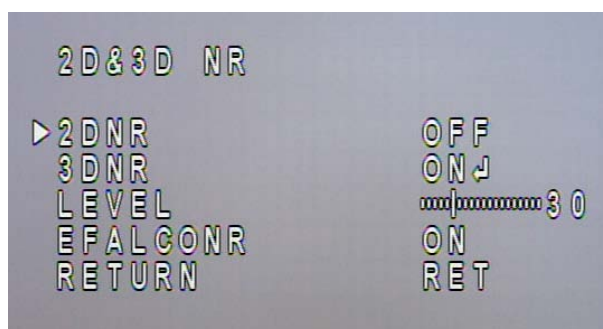 2D&3D NR
2DNR OFF
3DNR ON↲
LEVEL 30
EFALCONR ON
RETURN RET